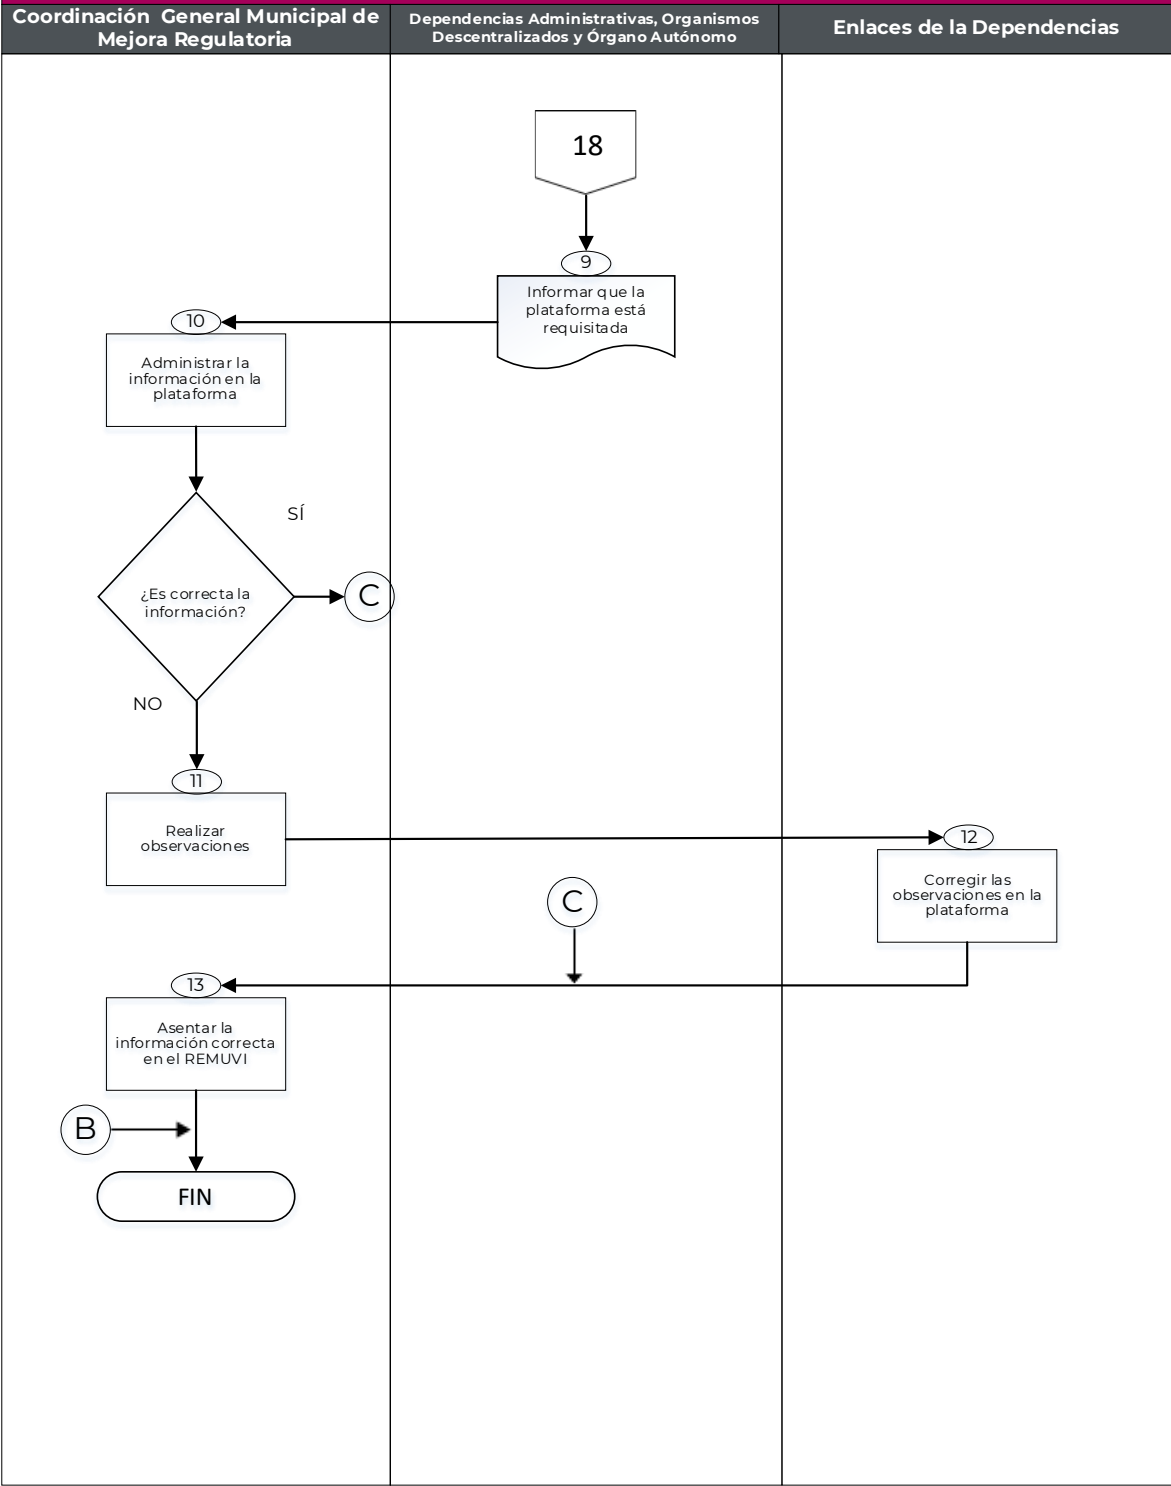 Coordinación General Municipal de
Mejora Regulatoria
Dependencias Administrativas, Organismos
Descentralizados y Órgano Autónomo
Enlaces de la Dependencias
18
9
Informar que la
plataforma está
requisitada
10
Administrar la
información en la
plataforma
SÍ
¿Es correcta la
información?
C
NO
11
Realizar
observaciones
12
Corregir las
observaciones en la
plataforma
C
13
Asentar la
información correcta
en el REMUVI
B
FIN